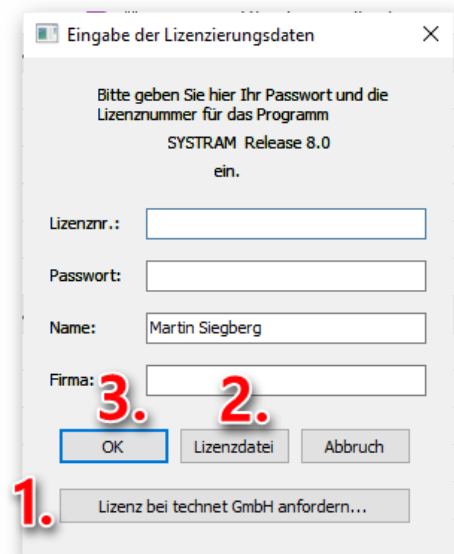 Eingabe der Lizenzierungsdaten
Bitte geben Sie hier Ihr Passwort und die
Lizenznummer für das Programm
SYSTRAM Release 8.0
ein.
Lizenznr.:
Passwort:
Name: Martin Siegberg
Firma:
3. 2.
OK Lizenzdatei Abbruch
1. Lizenz bei technet GmbH anfordern...